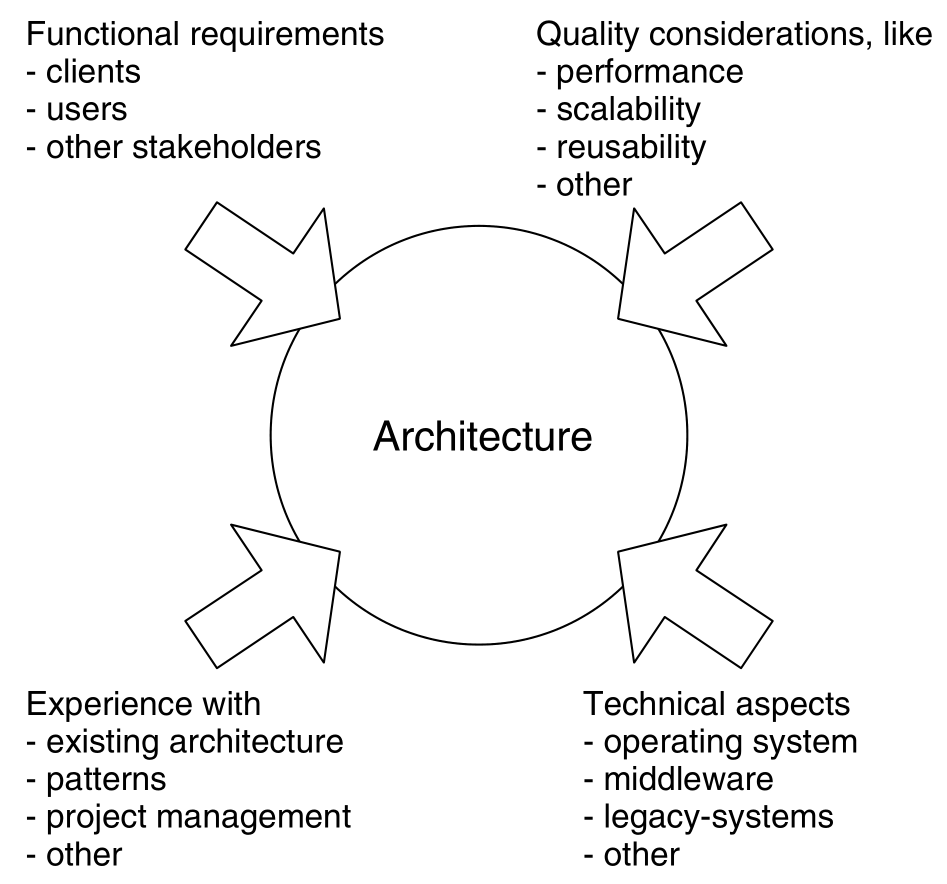 Functional requirements
- clients
- users
- other stakeholders
Quality considerations, like
- performance
- scalability
- reusability
- other
Architecture
Experience with
- existing architecture
- patterns
- project management
- other
Technical aspects
- operating system
- middleware
- legacy-systems
- other